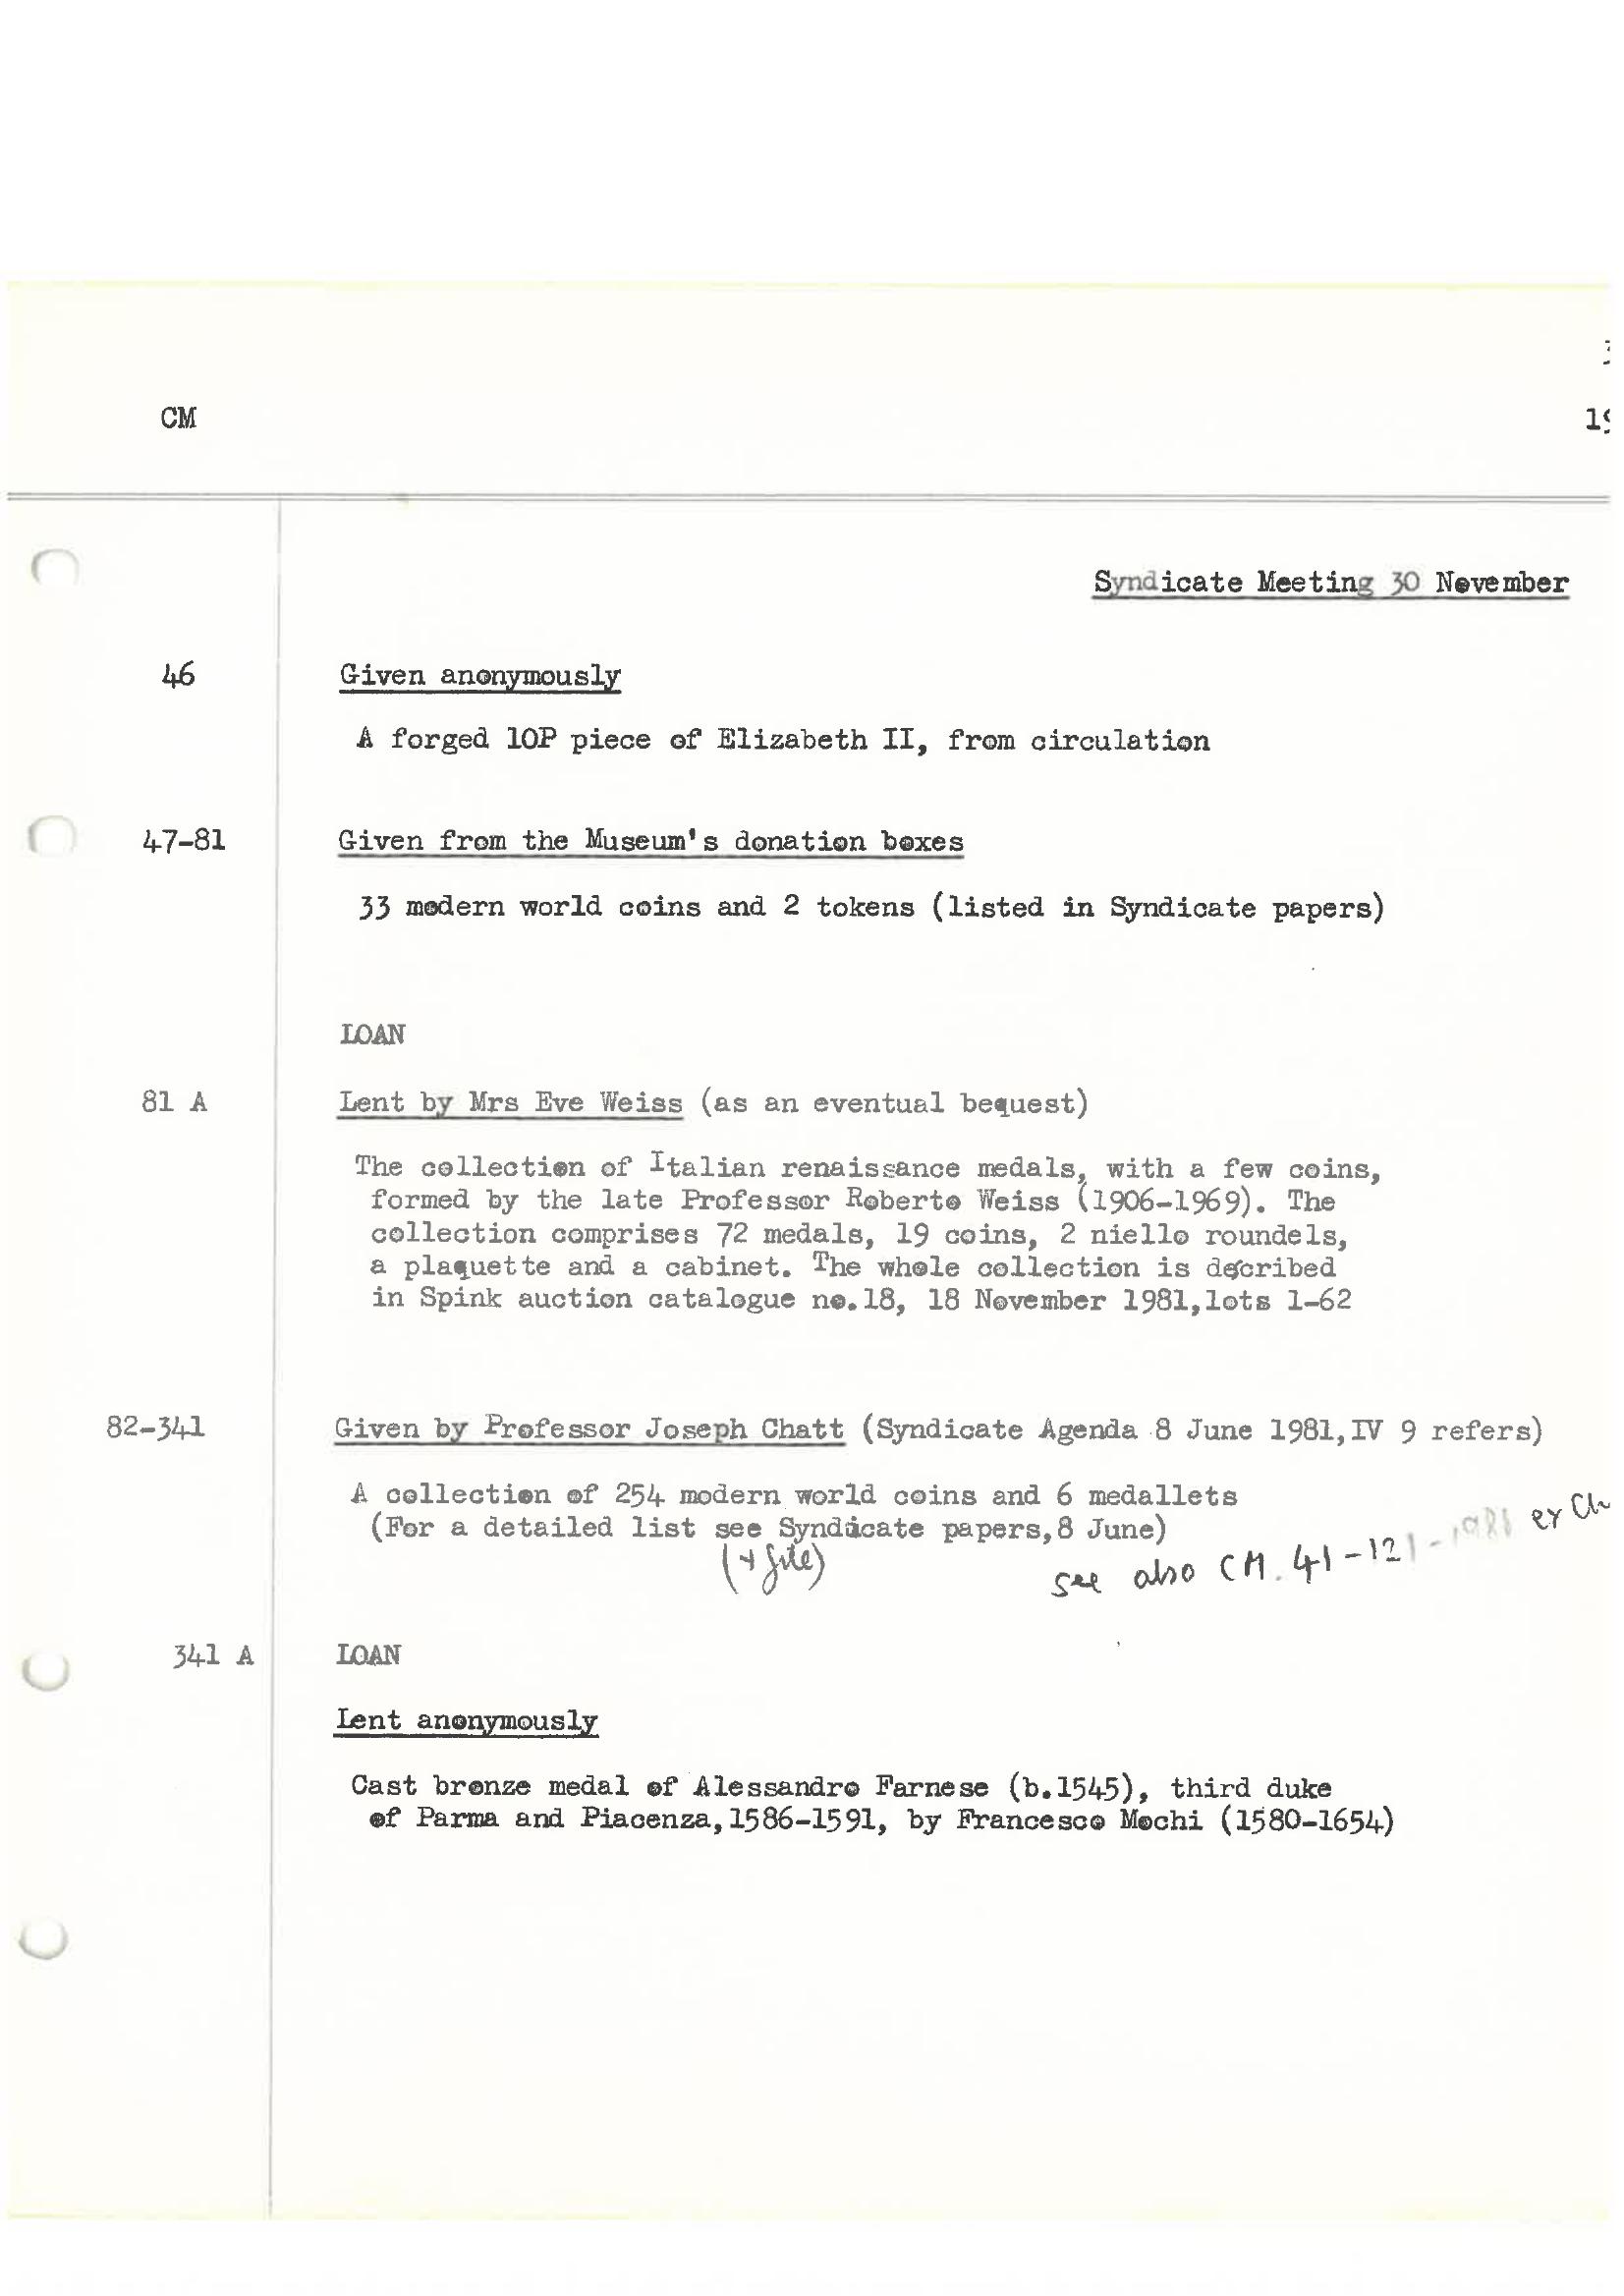 CM
Syndicate Meeting 30 November
46 Given anonymously
A forged 10P piece of Elizabeth II, from circulation
47-81 Given from the Museum's donation boxes
33 modern world coins and 2 tokens (listed in Syndicate papers)
LOAN
81 A Lent by Mrs Eve Weiss (as an eventual bequest)
The collection of Italian renaissance medals, with a few coins,
formed by the late Professor Roberto Weiss (1906-1969). The
collection comprises 72 medals, 19 coins, 2 niello roundels,
a plaquette and a cabinet. The whole collection is described
in Spink auction catalogue no.18, 18 November 1981,lots 1-62
82-341 Given by Professor Joseph Chatt (Syndicate Agenda 8 June 1981,IV 9 refers)
A collection of 254 modern world coins and 6 medallets
(For a detailed list see Syndicate papers,8 June)
(+ file)
see also CM. 41-121-1981 ex
341 A LOAN
Lent anonymously
Cast bronze medal of Alessandro Farnese (b.1545), third duke
of Parma and Piacenza,1586-1591, by Francesco Mochi (1580-1654)